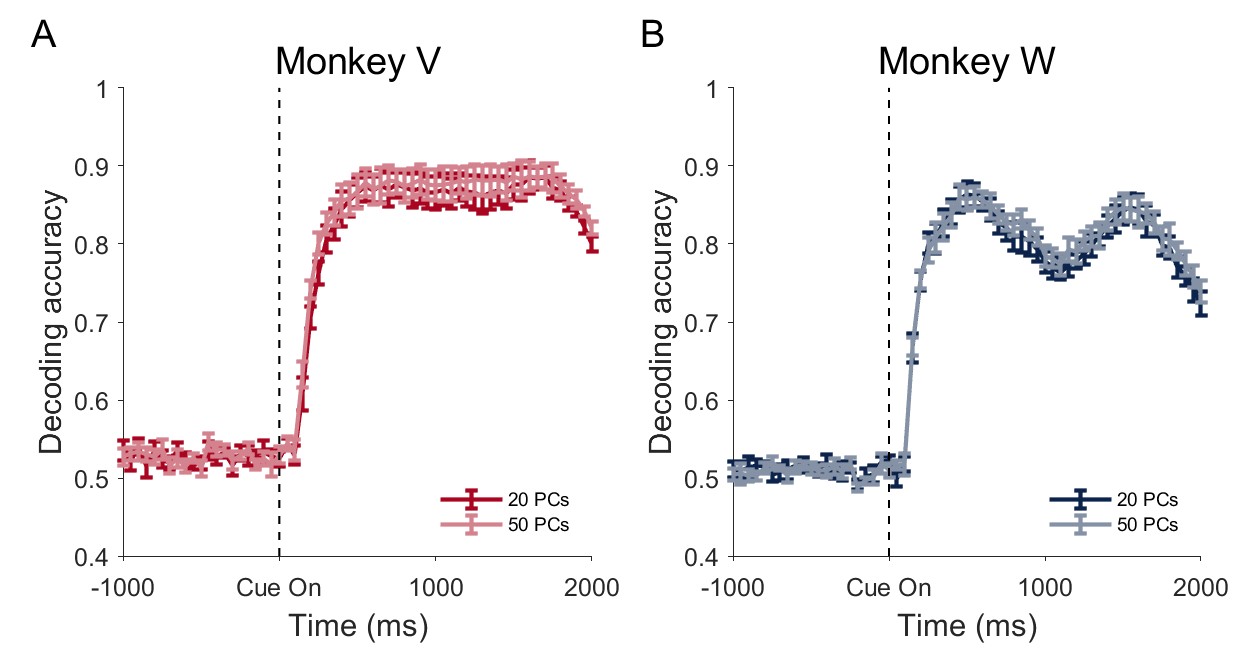 A
Monkey V
1
0.9
0.8
0.7
0.6
0.5
0.4
Decoding accuracy
20 PCs
50 PCs
-1000
Cue On
1000
2000
Time (ms)
B
Monkey W
1
0.9
0.8
0.7
0.6
0.5
0.4
Decoding accuracy
20 PCs
50 PCs
-1000
Cue On
1000
2000
Time (ms)